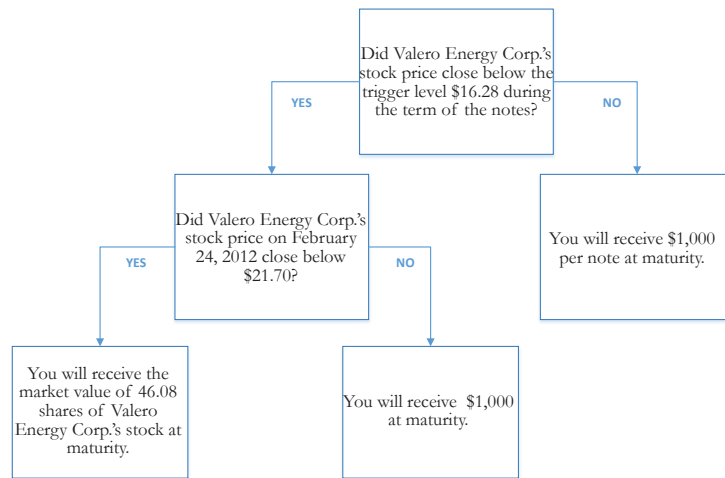 Did Valero Energy Corp.'s
stock price close below the
trigger level $16.28 during
the term of the notes?
YES
NO
Did Valero Energy Corp.'s
stock price on February
24, 2012 close below
$21.70?
You will receive $1,000
per note at maturity.
YES
NO
You will receive the
market value of 46.08
shares of Valero
Energy Corp.'s stock at
maturity.
You will receive $1,000
at maturity.